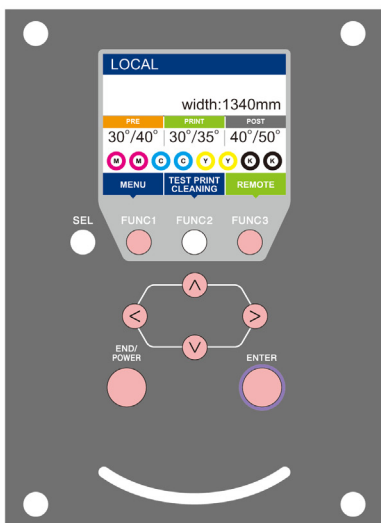 LOCAL
width:1340mm
PRE PRINT POST
30°/40° 30°/35° 40°/50°
M M C C Y Y K K
MENU TEST PRINT CLEANING REMOTE
SEL FUNC1 FUNC2 FUNC3
∧
< >
∨
END/
POWER ENTER